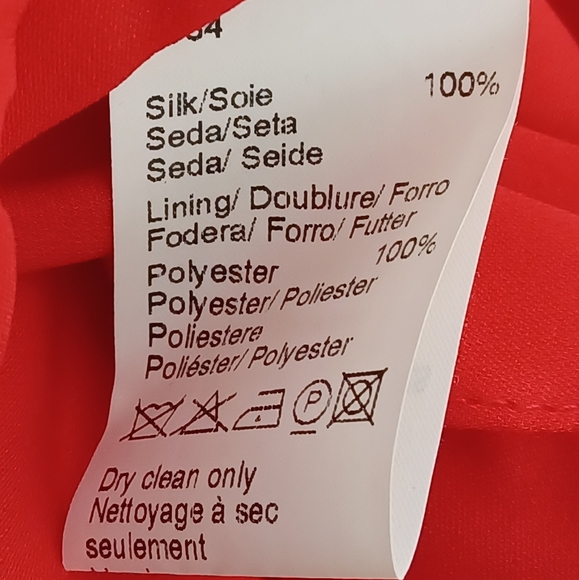 Silk/Soie 100%
Seda/Seta
Seda/ Seide
Lining/ Doublure/ Forro
Fodera/ Forro/ Futter
100%
Polyester
Polyester/ Poliester
Poliestere
Poliéster/ Polyester
P
Dry clean only
Nettoyage à sec
seulement